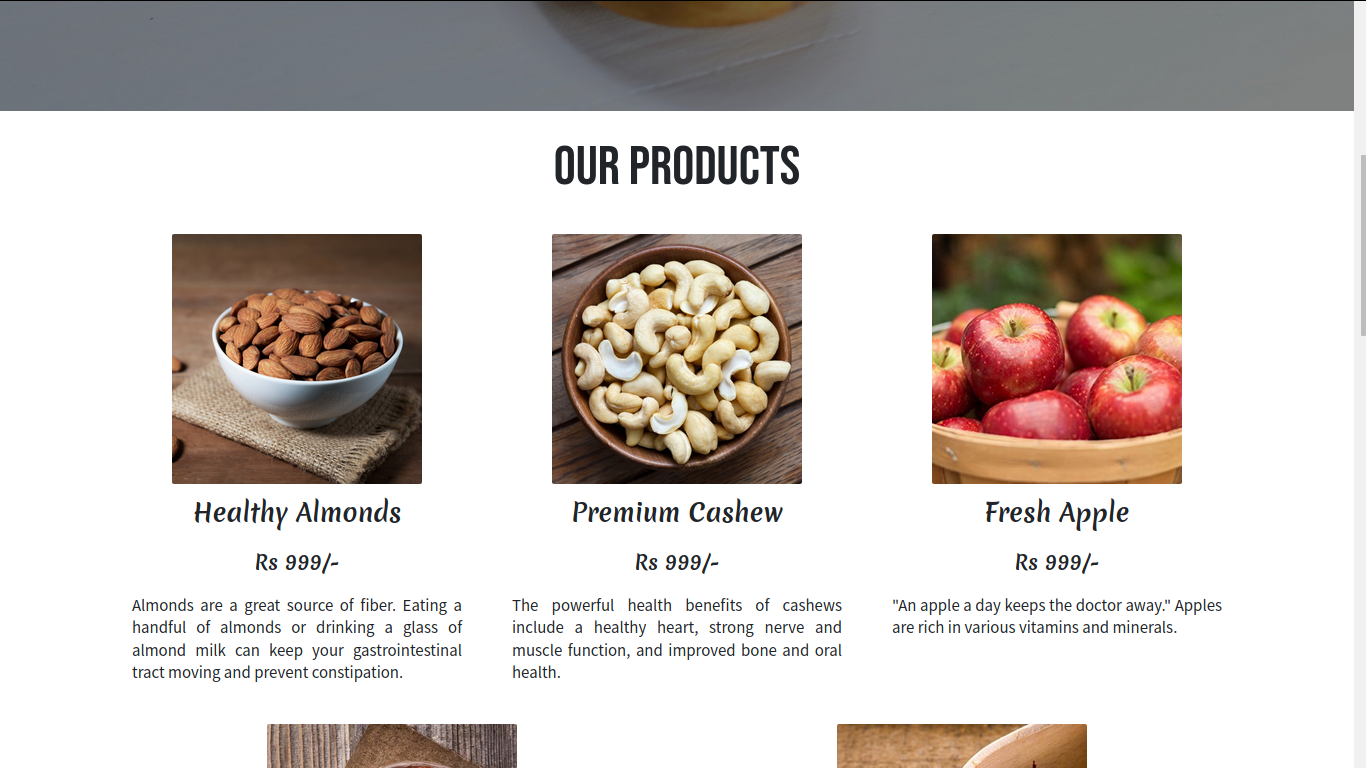 OUR PRODUCTS
Healthy Almonds
Rs 999/-
Almonds are a great source of fiber. Eating a
handful of almonds or drinking a glass of
almond milk can keep your gastrointestinal
tract moving and prevent constipation.
Premium Cashew
Rs 999/-
The powerful health benefits of cashews
include a healthy heart, strong nerve and
muscle function, and improved bone and oral
health.
Fresh Apple
Rs 999/-
"An apple a day keeps the doctor away." Apples
are rich in various vitamins and minerals.